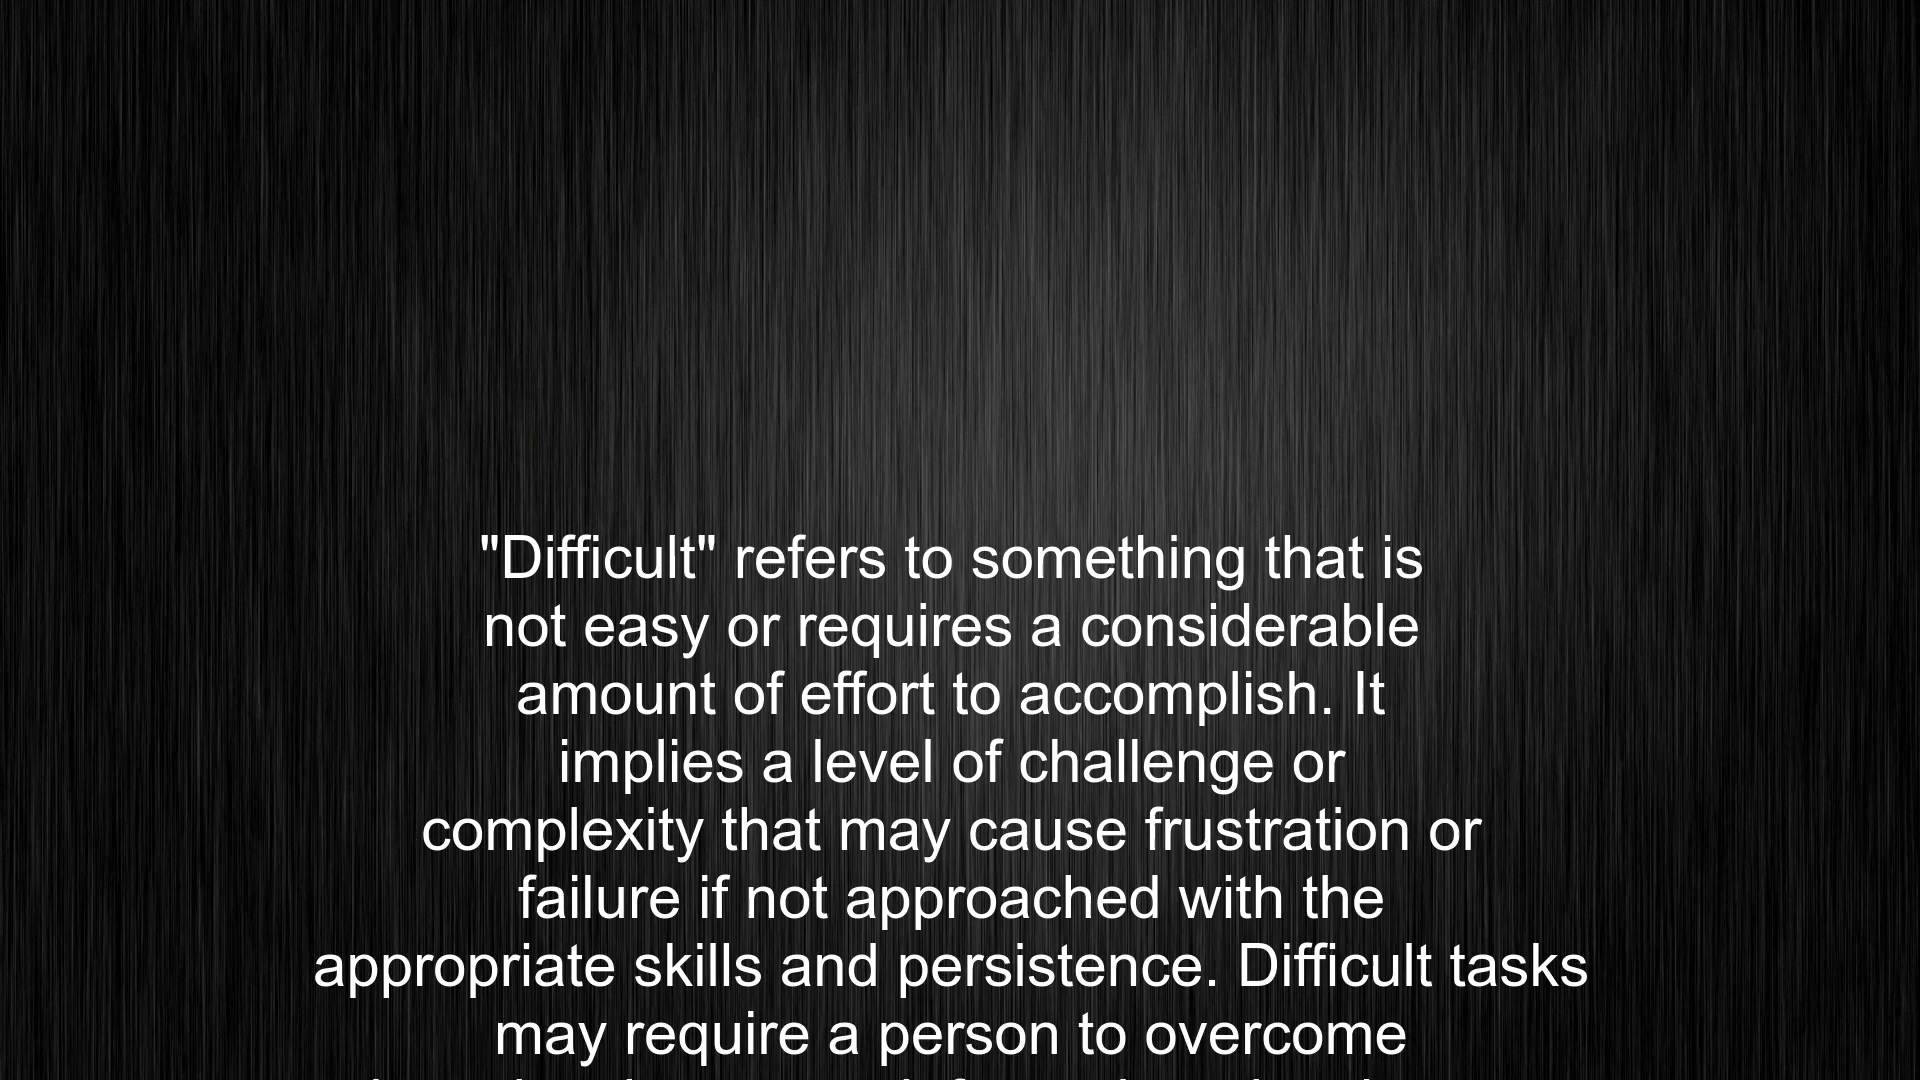 "Difficult" refers to something that is
not easy or requires a considerable
amount of effort to accomplish. It
implies a level of challenge or
complexity that may cause frustration or
failure if not approached with the
appropriate skills and persistence. Difficult tasks
may require a person to overcome